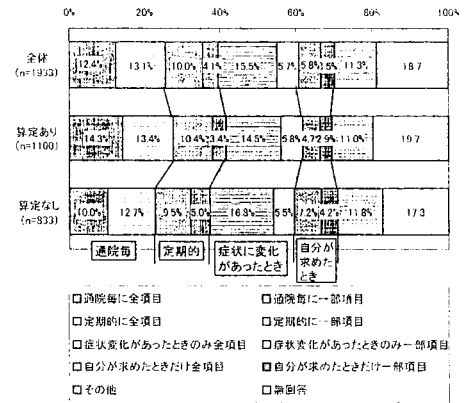 0% 20% 40% 60% 80% 100%
全体 12.4% 13.1% 10.0% 4.1% 15.5% 5.7% 5.8% 11.3% 18.7
(n=1933)
算定あり 14.3% 13.4% 10.4% 3.4% 14.5% 5.8% 4.7% 2.9% 11.0% 19.7
(n=1100)
算定なし 10.0% 12.7% 9.5% 5.0% 16.8% 5.5% 7.2% 4.2% 11.8% 17.3
(n=833)
通院毎 定期的 症状に変化があったとき 自分が求めたとき
通院毎に全項目 通院毎に一部項目
定期的に全項目 定期的に一部項目
症状変化があったときのみ全項目 症状変化があったときのみ一部項目
自分が求めたときだけ全項目 自分が求めたときだけ一部項目
その他 無回答